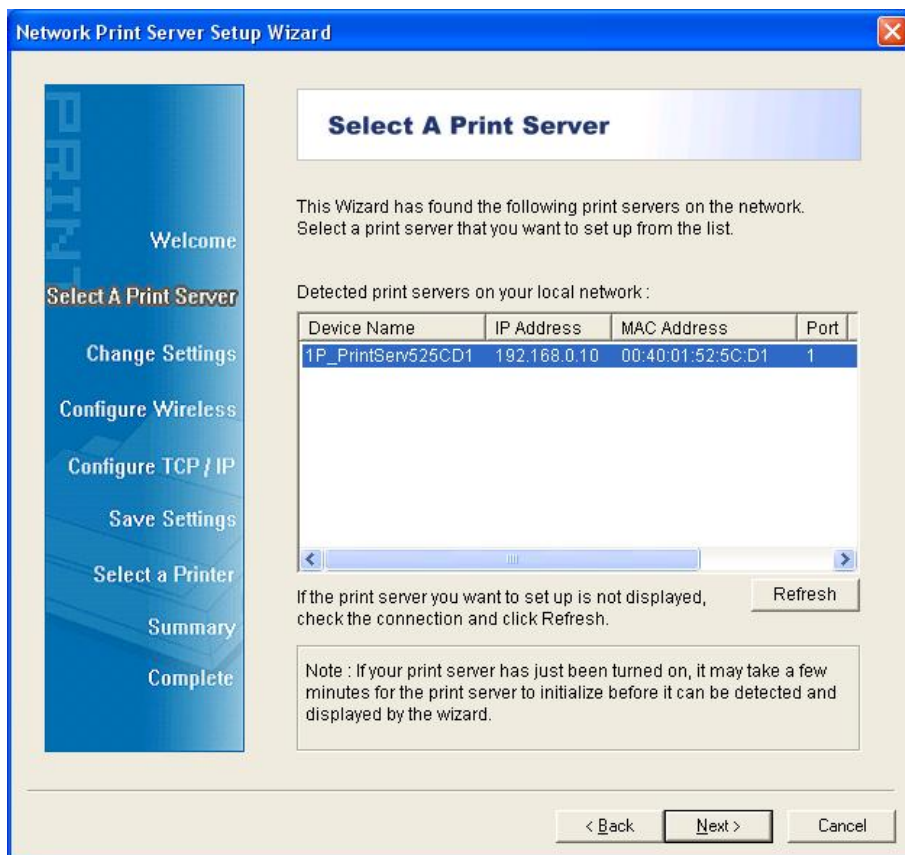 Network Print Server Setup Wizard
PRINT
Welcome
Select A Print Server
Change Settings
Configure Wireless
Configure TCP / IP
Save Settings
Select a Printer
Summary
Complete
Select A Print Server
This Wizard has found the following print servers on the network.
Select a print server that you want to set up from the list.
Detected print servers on your local network :
Device Name IP Address MAC Address Port
1P_PrintServ525CD1 192.168.0.10 00:40:01:52:5C:D1 1
If the print server you want to set up is not displayed,
check the connection and click Refresh.
Refresh
Note : If your print server has just been turned on, it may take a few
minutes for the print server to initialize before it can be detected and
displayed by the wizard.
< Back
Next >
Cancel